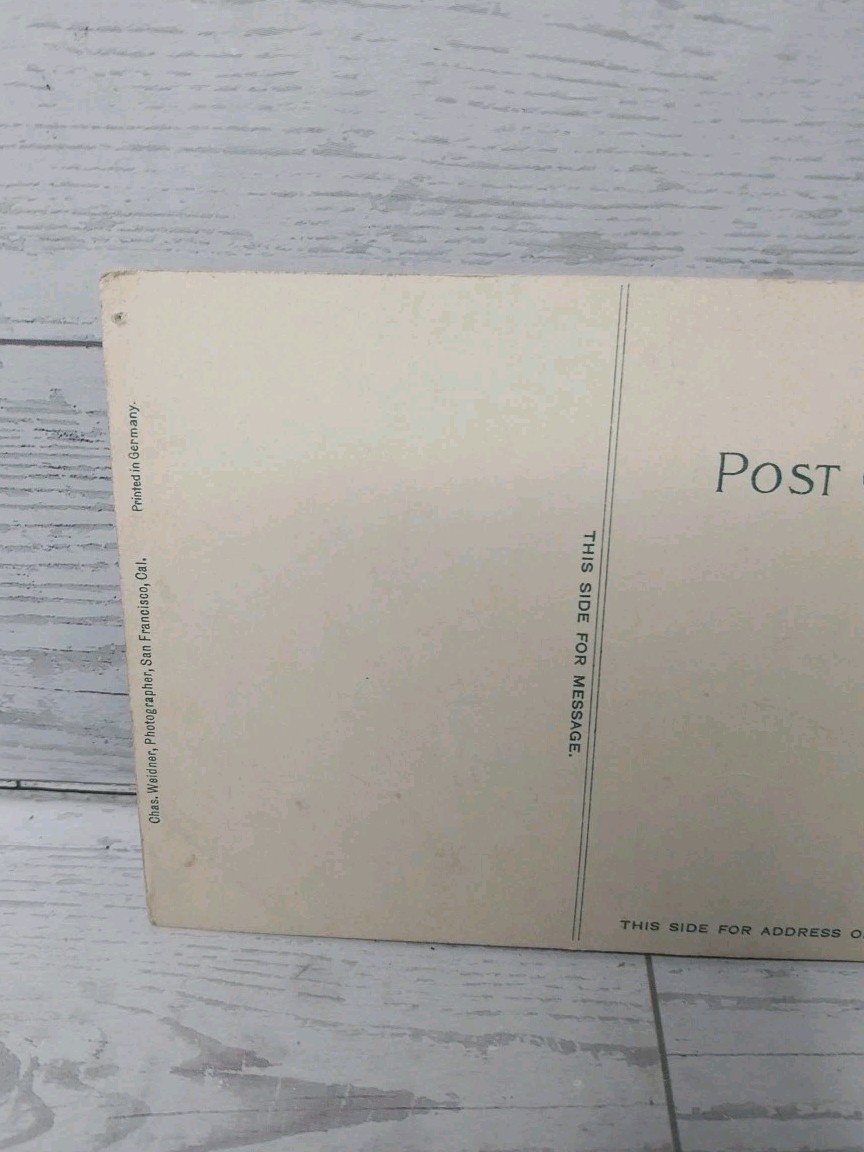 Printed in Germany.
Chas. Weidner, Photographer, San Francisco, Cal.
THIS SIDE FOR MESSAGE.
POST
THIS SIDE FOR ADDRESS